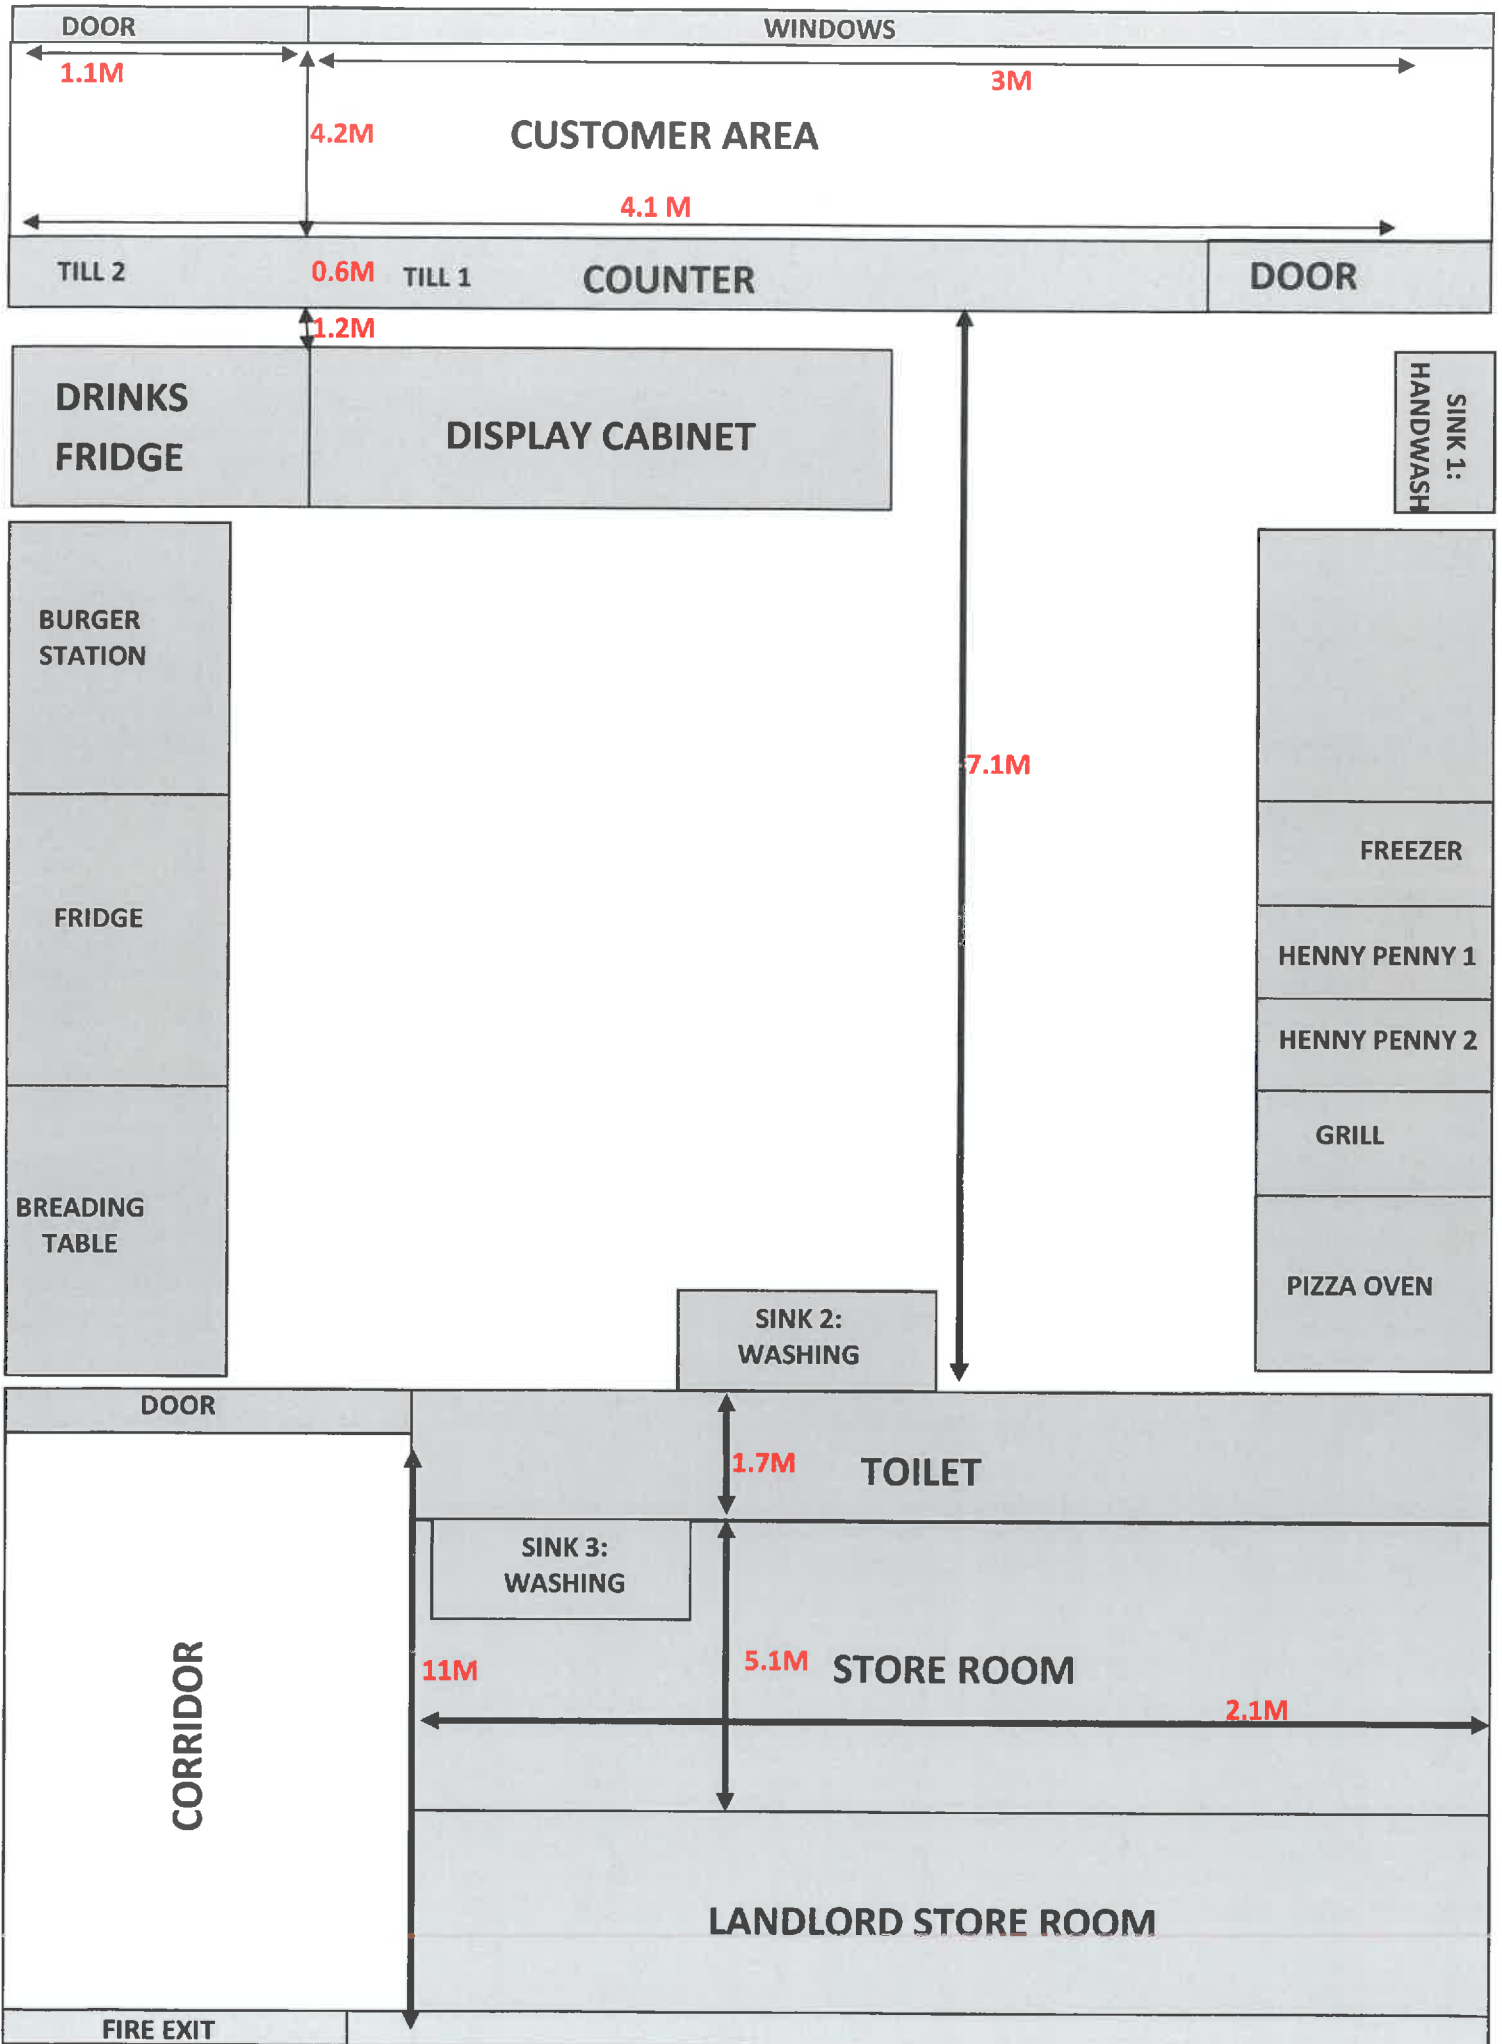 DOOR
WINDOWS
1.1M
3M
4.2M
CUSTOMER AREA
4.1 M
TILL 2
0.6M
TILL 1
COUNTER
DOOR
1.2M
DRINKS
FRIDGE
DISPLAY CABINET
SINK 1:
HANDWASH
BURGER
STATION
7.1M
FREEZER
FRIDGE
HENNY PENNY 1
HENNY PENNY 2
GRILL
BREADING
TABLE
PIZZA OVEN
SINK 2:
WASHING
DOOR
1.7M
TOILET
SINK 3:
WASHING
CORRIDOR
11M
5.1M
STORE ROOM
2.1M
LANDLORD STORE ROOM
FIRE EXIT